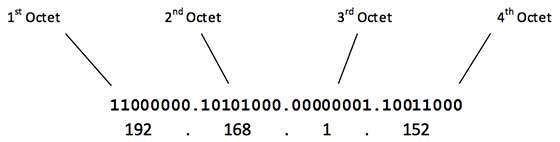 1st Octet 2nd Octet 3rd Octet 4th Octet
11000000.10101000.00000001.10011000
192 . 168 . 1 . 152